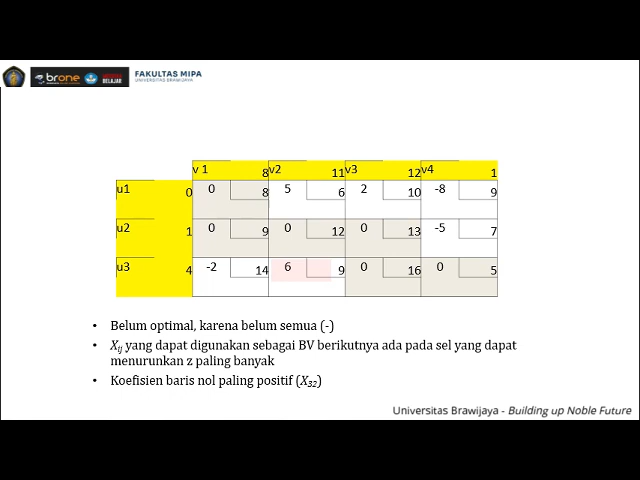 brone
MERDEKA BELAJAR
FAKULTAS MIPA
UNIVERSITAS BRAWIJAYA
v 1 8 v2 11 v3 12 v4 1
u1 0 0 8 5 6 2 10 -8 9
u2 1 0 9 0 12 0 13 -5 7
u3 4 -2 14 6 9 0 16 0 5
• Belum optimal, karena belum semua (-)
• Xij yang dapat digunakan sebagai BV berikutnya ada pada sel yang dapat
menurunkan z paling banyak
• Koefisien baris nol paling positif (X32)
Universitas Brawijaya - Building up Noble Future